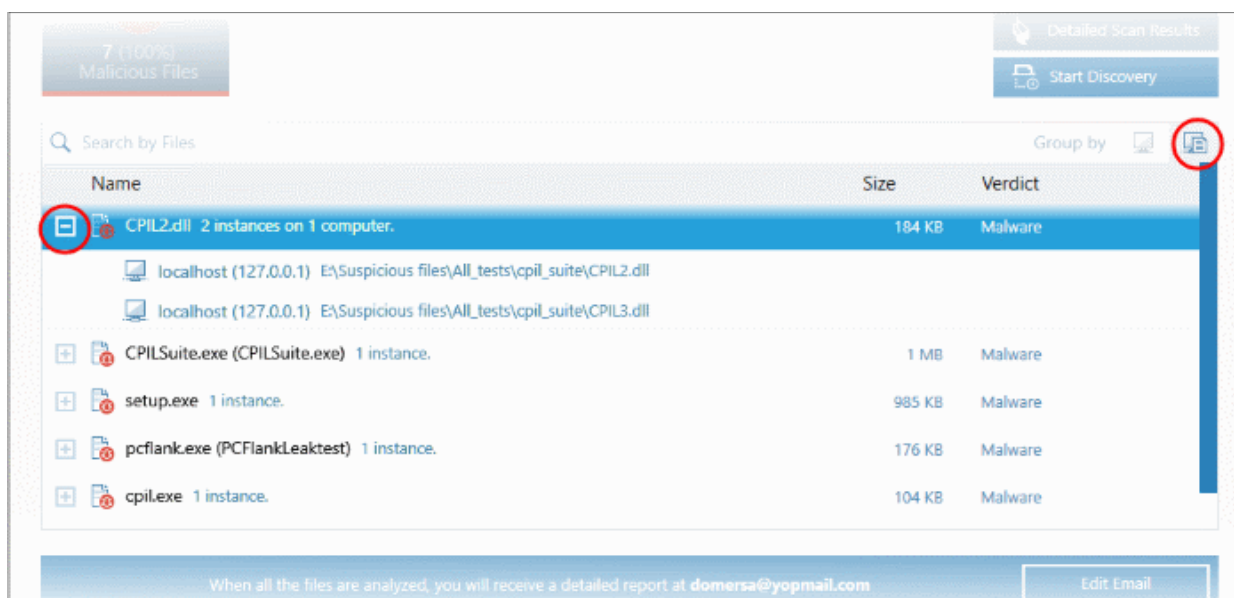 7 (100%)
Malicious Files
Detailed Scan Results
Start Discovery
Search by Files
Group by
Name Size Verdict
CPIL2.dll 2 instances on 1 computer. 184 KB Malware
localhost (127.0.0.1) E:\Suspicious files\All_tests\cpil_suite\CPIL2.dll
localhost (127.0.0.1) E:\Suspicious files\All_tests\cpil_suite\CPIL3.dll
CPILSuite.exe (CPILSuite.exe) 1 instance. 1 MB Malware
setup.exe 1 instance. 985 KB Malware
pcflank.exe (PCFlankLeaktest) 1 instance. 176 KB Malware
cpil.exe 1 instance. 104 KB Malware
When all the files are analyzed, you will receive a detailed report at domersa@yopmail.com Edit Email